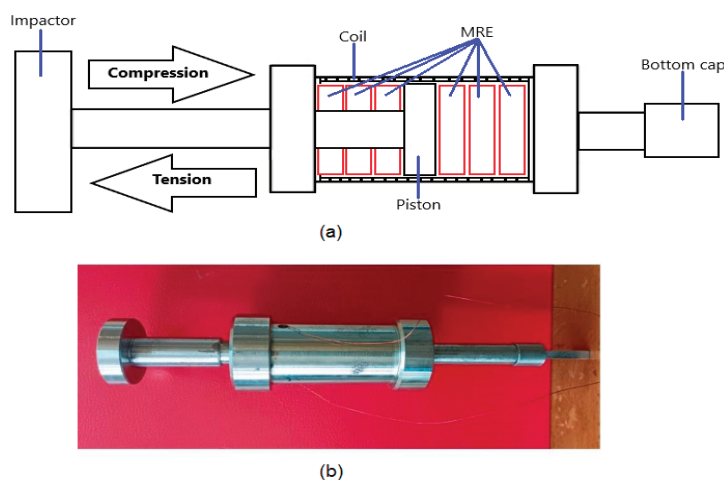 Impactor
Coil
MRE
Compression
Bottom cap
Tension
Piston
(a)
(b)